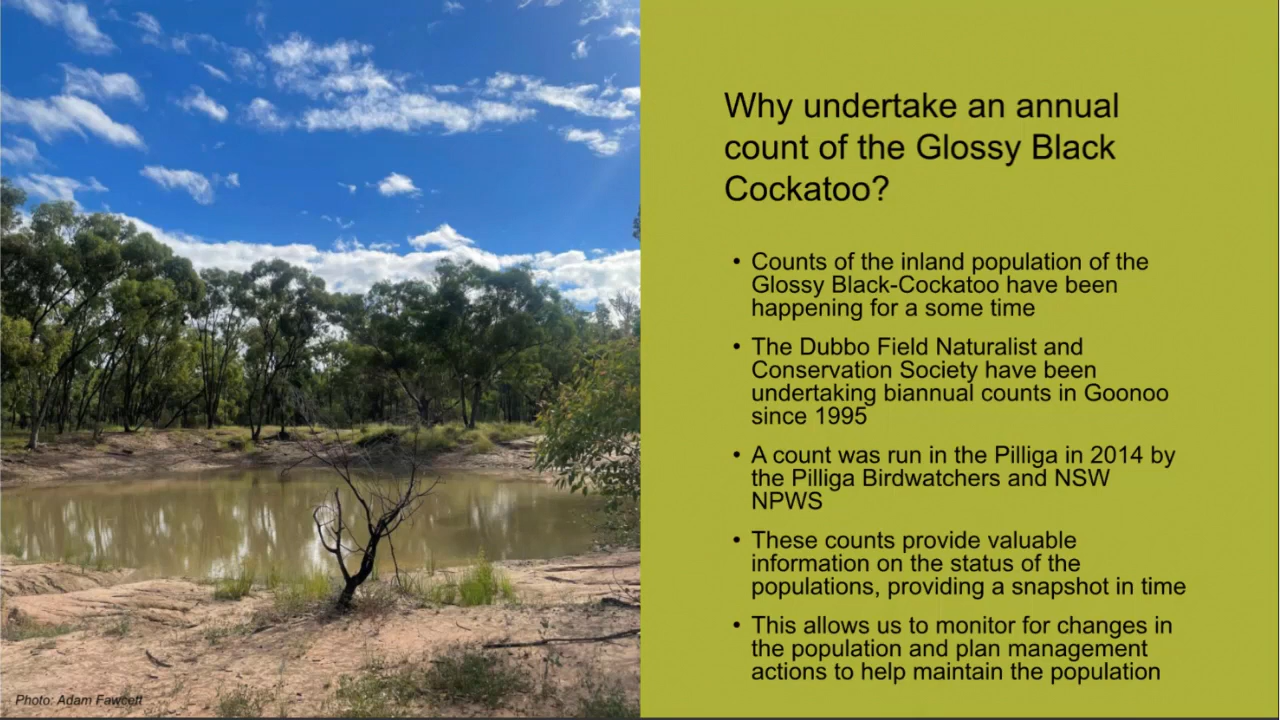 Why undertake an annual
count of the Glossy Black
Cockatoo?
• Counts of the inland population of the
Glossy Black-Cockatoo have been
happening for a some time
• The Dubbo Field Naturalist and
Conservation Society have been
undertaking biannual counts in Goonoo
since 1995
• A count was run in the Pilliga in 2014 by
the Pilliga Birdwatchers and NSW
NPWS
• These counts provide valuable
information on the status of the
populations, providing a snapshot in time
• This allows us to monitor for changes in
the population and plan management
actions to help maintain the population
Photo: Adam Fawcett